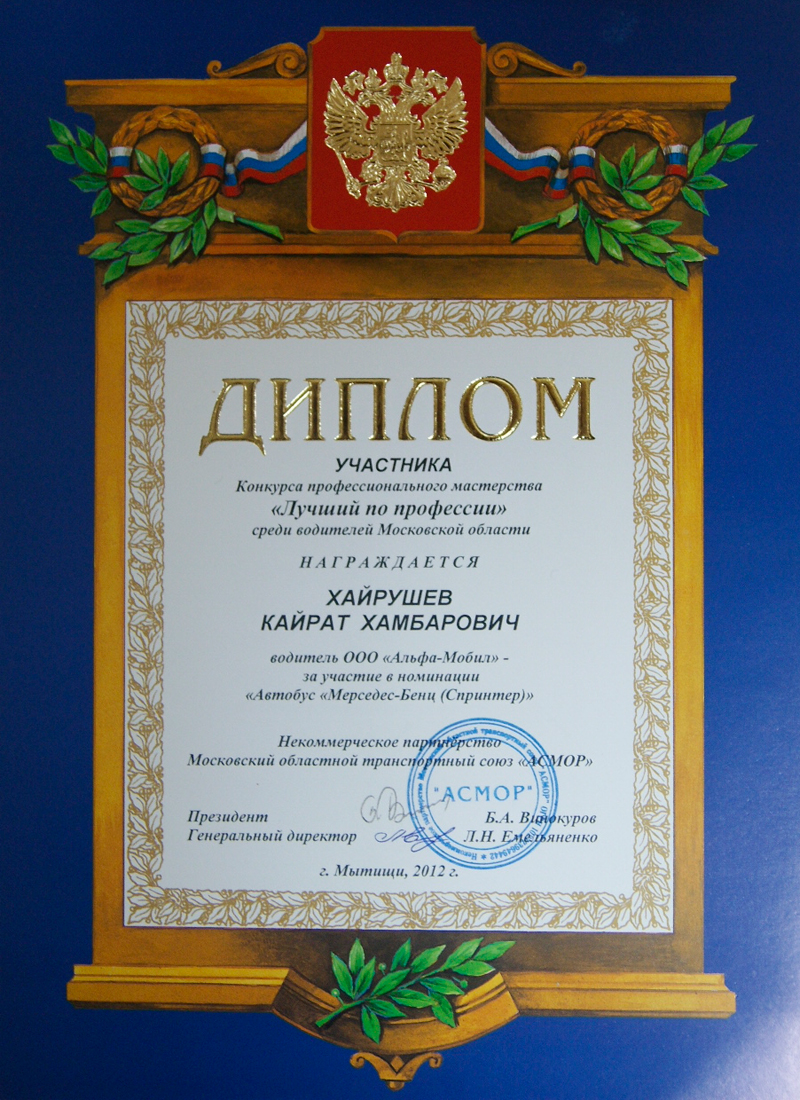 ДИПЛОМ
УЧАСТНИКА
Конкурса профессионального мастерства
«Лучший по профессии»
среди водителей Московской области
НАГРАЖДАЕТСЯ
ХАЙРУШЕВ
КАЙРАТ ХАМБАРОВИЧ
водитель ООО «Альфа-Мобил» -
за участие в номинации
«Автобус «Мерседес-Бенц (Спринтер)»
Некоммерческое партнёрство
Московский областной транспортный союз «АСМОР»
"АСМОР"
Президент Б.А. Винокуров
Генеральный директор Л.Н. Емельяненко
г. Мытищи, 2012 г.